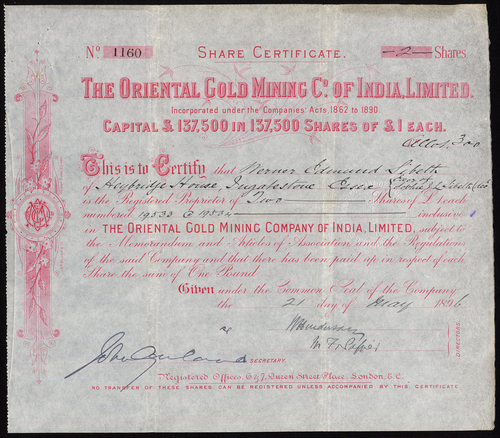 No 1160 SHARE CERTIFICATE. -2- Shares
THE ORIENTAL GOLD MINING Co. OF INDIA, LIMITED.
Incorporated under the Companies' Acts, 1862 to 1890.
CAPITAL £137,500 IN 137,500 SHARES OF £1 EACH.
This is to Certify that Werner Edmund Sibeth
of Heybridge House, Ingatestone Essex
is the Registered Proprietor of Two Shares of £1 each
numbered 19533 to 19534 inclusive in
THE ORIENTAL GOLD MINING COMPANY OF INDIA, LIMITED, subject to
the Memorandum and Articles of Association and the Regulations
of the said Company and that there has been paid up in respect of each
Share, the sum of One Pound.
Given under the Common Seal of the Company
the 21 day of May 1896
DIRECTORS.
SECRETARY.
Registered Offices, 6 & 7, Queen Street Place, London, E.C.
NO TRANSFER OF THESE SHARES CAN BE REGISTERED UNLESS ACCOMPANIED BY THIS CERTIFICATE